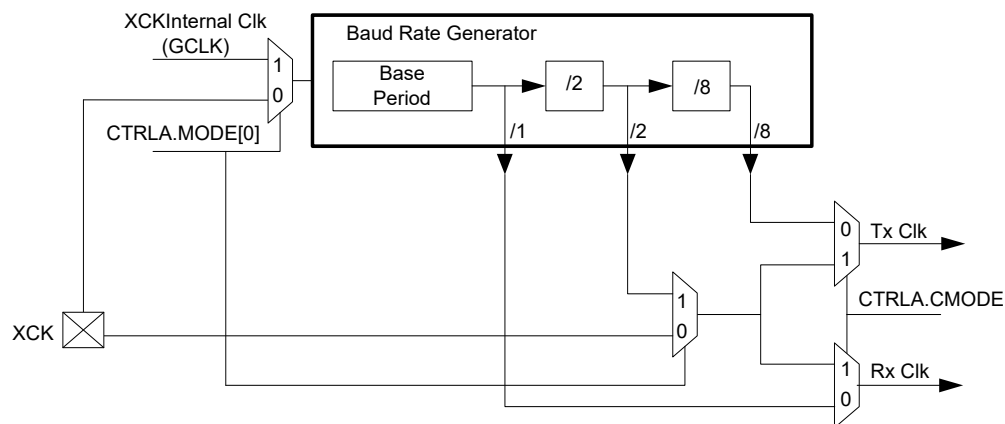 XCKInternal Clk
(GCLK)
Baud Rate Generator
1
0
Base
Period
/2
/8
CTRLA.MODE[0]
/1
/2
/8
0
Tx Clk
1
1
CTRLA.CMODE
XCK
0
1
Rx Clk
0